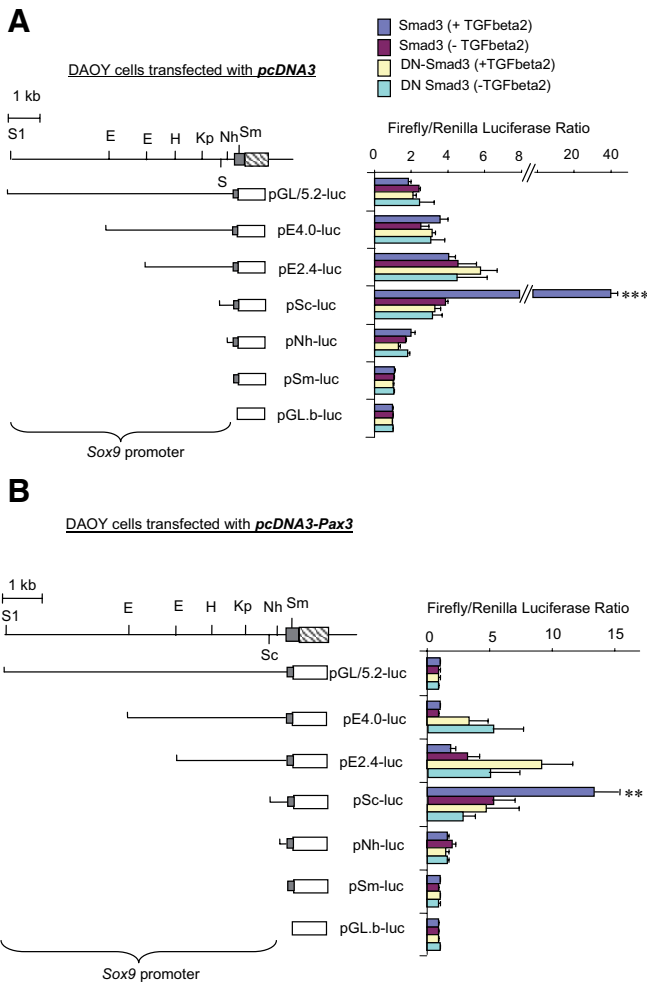 A
Smad3 (+ TGFbeta2)
Smad3 (- TGFbeta2)
DN-Smad3 (+TGFbeta2)
DN Smad3 (-TGFbeta2)
DAOY cells transfected with pcDNA3
1 kb
S1 E E H Kp Nh Sm
S
Firefly/Renilla Luciferase Ratio
0 2 4 6 8 20 40
pGL/5.2-luc
pE4.0-luc
pE2.4-luc
pSc-luc
***
pNh-luc
pSm-luc
pGL.b-luc
Sox9 promoter
B
DAOY cells transfected with pcDNA3-Pax3
1 kb
S1 E E H Kp Nh Sm
Sc
Firefly/Renilla Luciferase Ratio
0 5 10 15
pGL/5.2-luc
pE4.0-luc
pE2.4-luc
pSc-luc
**
pNh-luc
pSm-luc
pGL.b-luc
Sox9 promoter